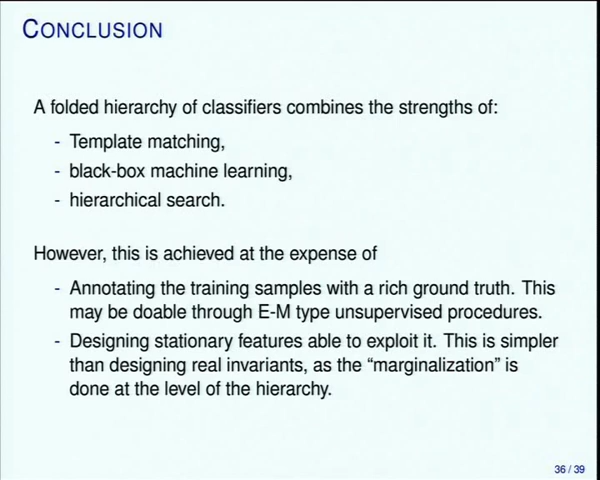 CONCLUSION
A folded hierarchy of classifiers combines the strengths of:
- Template matching,
- black-box machine learning,
- hierarchical search.
However, this is achieved at the expense of
- Annotating the training samples with a rich ground truth. This
may be doable through E-M type unsupervised procedures.
- Designing stationary features able to exploit it. This is simpler
than designing real invariants, as the “marginalization” is
done at the level of the hierarchy.
36 / 39